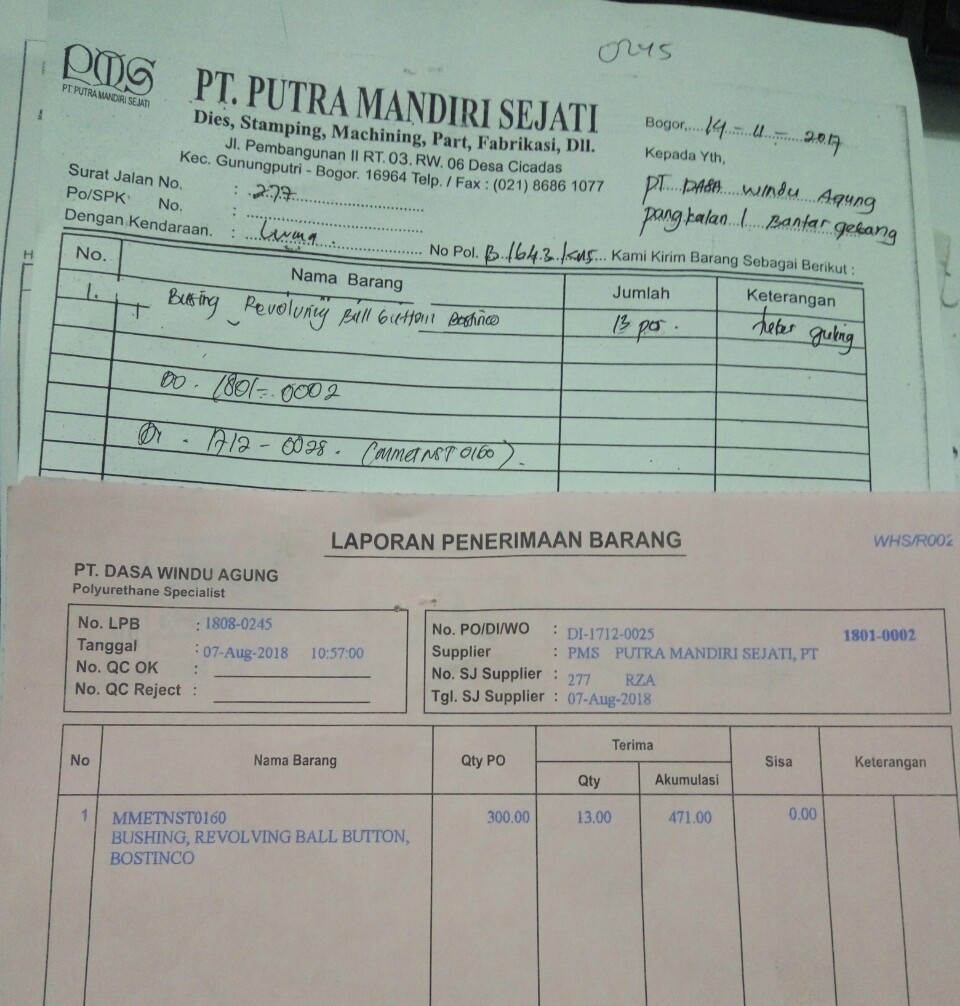 0245
PMS
PT. PUTRA MANDIRI SEJATI
PT. PUTRA MANDIRI SEJATI
Dies, Stamping, Machining, Part, Fabrikasi, Dll.
Jl. Pembangunan II RT. 03. RW. 06 Desa Cicadas
Kec. Gunungputri - Bogor. 16964 Telp. / Fax : (021) 8686 1077
Bogor, 14 - 11 - 2017
Kepada Yth,
PT. DASA Windu Agung
pangkalan 1 Bantar gebang
Surat Jalan No. : 277
Po/SPK No. :
Dengan Kendaraan. :
No Pol. B 1643 Kami Kirim Barang Sebagai Berikut :
No. Nama Barang Jumlah Keterangan
1. Busing Revolving Ball Button Bostinco 13 pcs.
DO. 1801-0002
DI. 1712-0028. (MMETNST 0160).
LAPORAN PENERIMAAN BARANG
WHS/R002
PT. DASA WINDU AGUNG
Polyurethane Specialist
No. LPB : 1808-0245
Tanggal : 07-Aug-2018 10:57:00
No. QC OK :
No. QC Reject :
No. PO/DI/WO : DI-1712-0025 1801-0002
Supplier : PMS PUTRA MANDIRI SEJATI, PT
No. SJ Supplier : 277 RZA
Tgl. SJ Supplier : 07-Aug-2018
No Nama Barang Qty PO Terima Sisa Keterangan
Qty Akumulasi
1 MMETNST0160 300.00 13.00 471.00 0.00
BUSHING, REVOLVING BALL BUTTON,
BOSTINCO